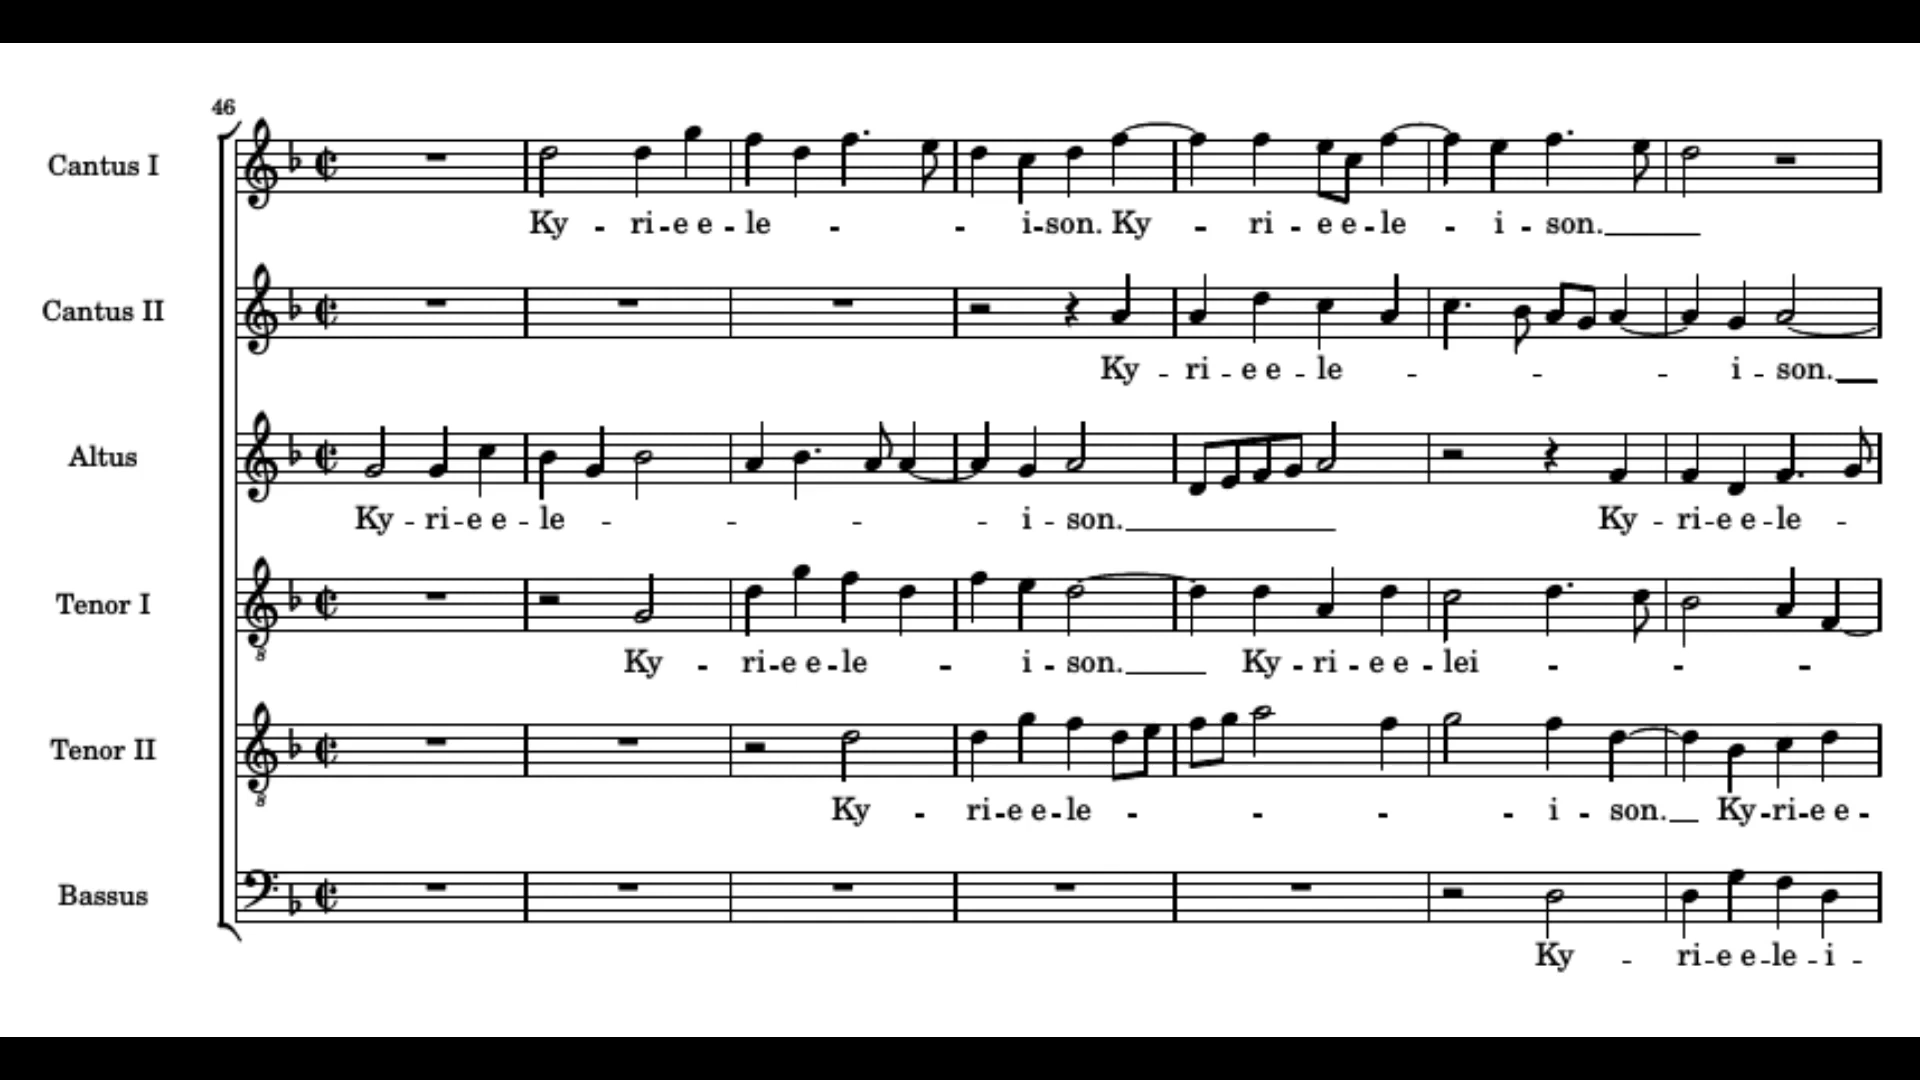 46
Cantus I
Ky - ri - e e - le - - i - son. Ky - ri - e e - le - i - son.
Cantus II
Ky - ri - e e - le - - - i - son.
Altus
Ky - ri - e e - le - - - - i - son. Ky - ri - e e - le -
Tenor I
8
Ky - ri - e e - le - i - son. Ky - ri - e e - lei - - -
Tenor II
8
Ky - ri - e e - le - - - - i - son. Ky - ri - e e -
Bassus
Ky - ri - e e - le - i -